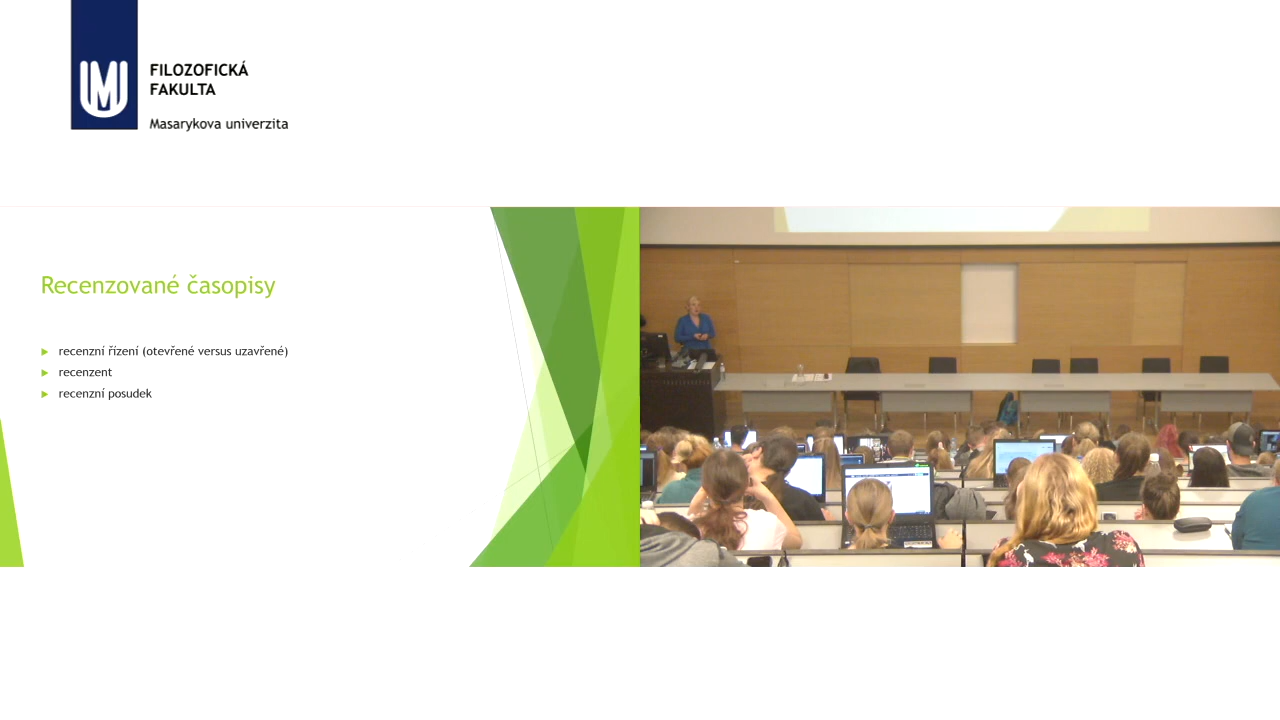 FILOZOFICKÁ
FAKULTA
Masarykova univerzita
Recenzované časopisy
recenzní řízení (otevřené versus uzavřené)
recenzent
recenzní posudek